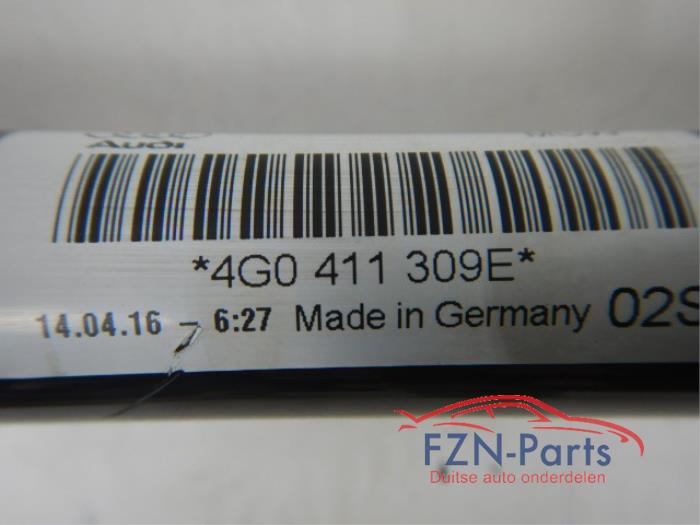 Audi
*4G0 411 309E*
14.04.16 - 6:27 Made in Germany 02S
FZN-Parts
Duitse auto onderdelen